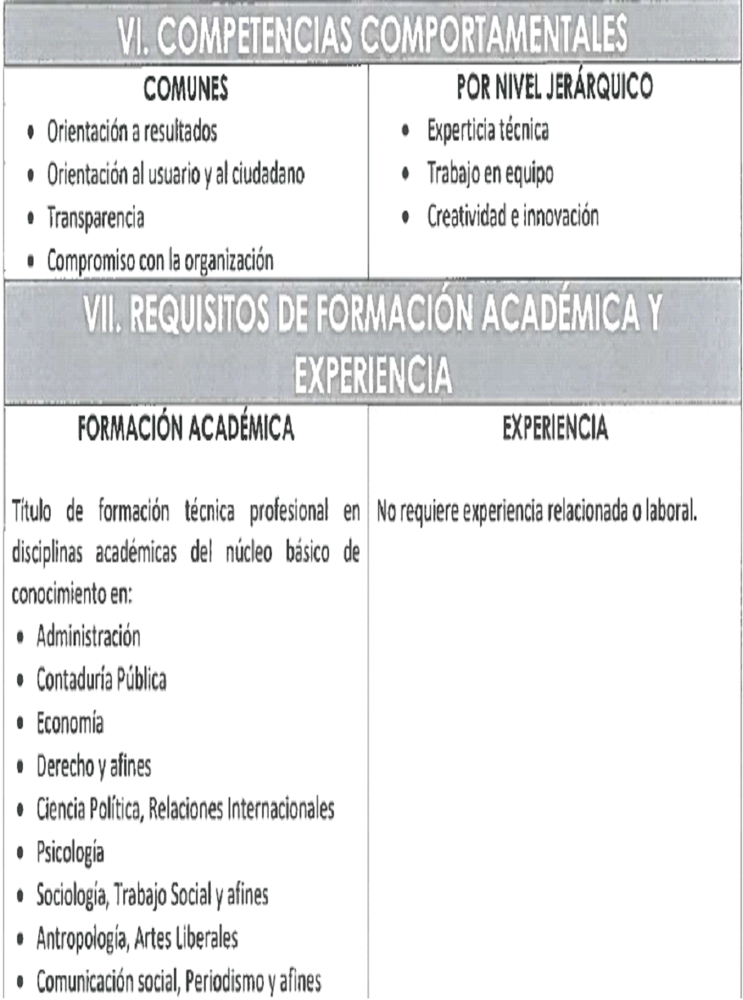 VI. COMPETENCIAS COMPORTAMENTALES
COMUNES
• Orientación a resultados
• Orientación al usuario y al ciudadano
• Transparencia
• Compromiso con la organización
POR NIVEL JERÁRQUICO
• Experticia técnica
• Trabajo en equipo
• Creatividad e innovación
VII. REQUISITOS DE FORMACIÓN ACADÉMICA Y
EXPERIENCIA
FORMACIÓN ACADÉMICA
Título de formación técnica profesional en
disciplinas académicas del núcleo básico de
conocimiento en:
• Administración
• Contaduría Pública
• Economía
• Derecho y afines
• Ciencia Política, Relaciones Internacionales
• Psicología
• Sociología, Trabajo Social y afines
• Antropología, Artes Liberales
• Comunicación social, Periodismo y afines
EXPERIENCIA
No requiere experiencia relacionada o laboral.